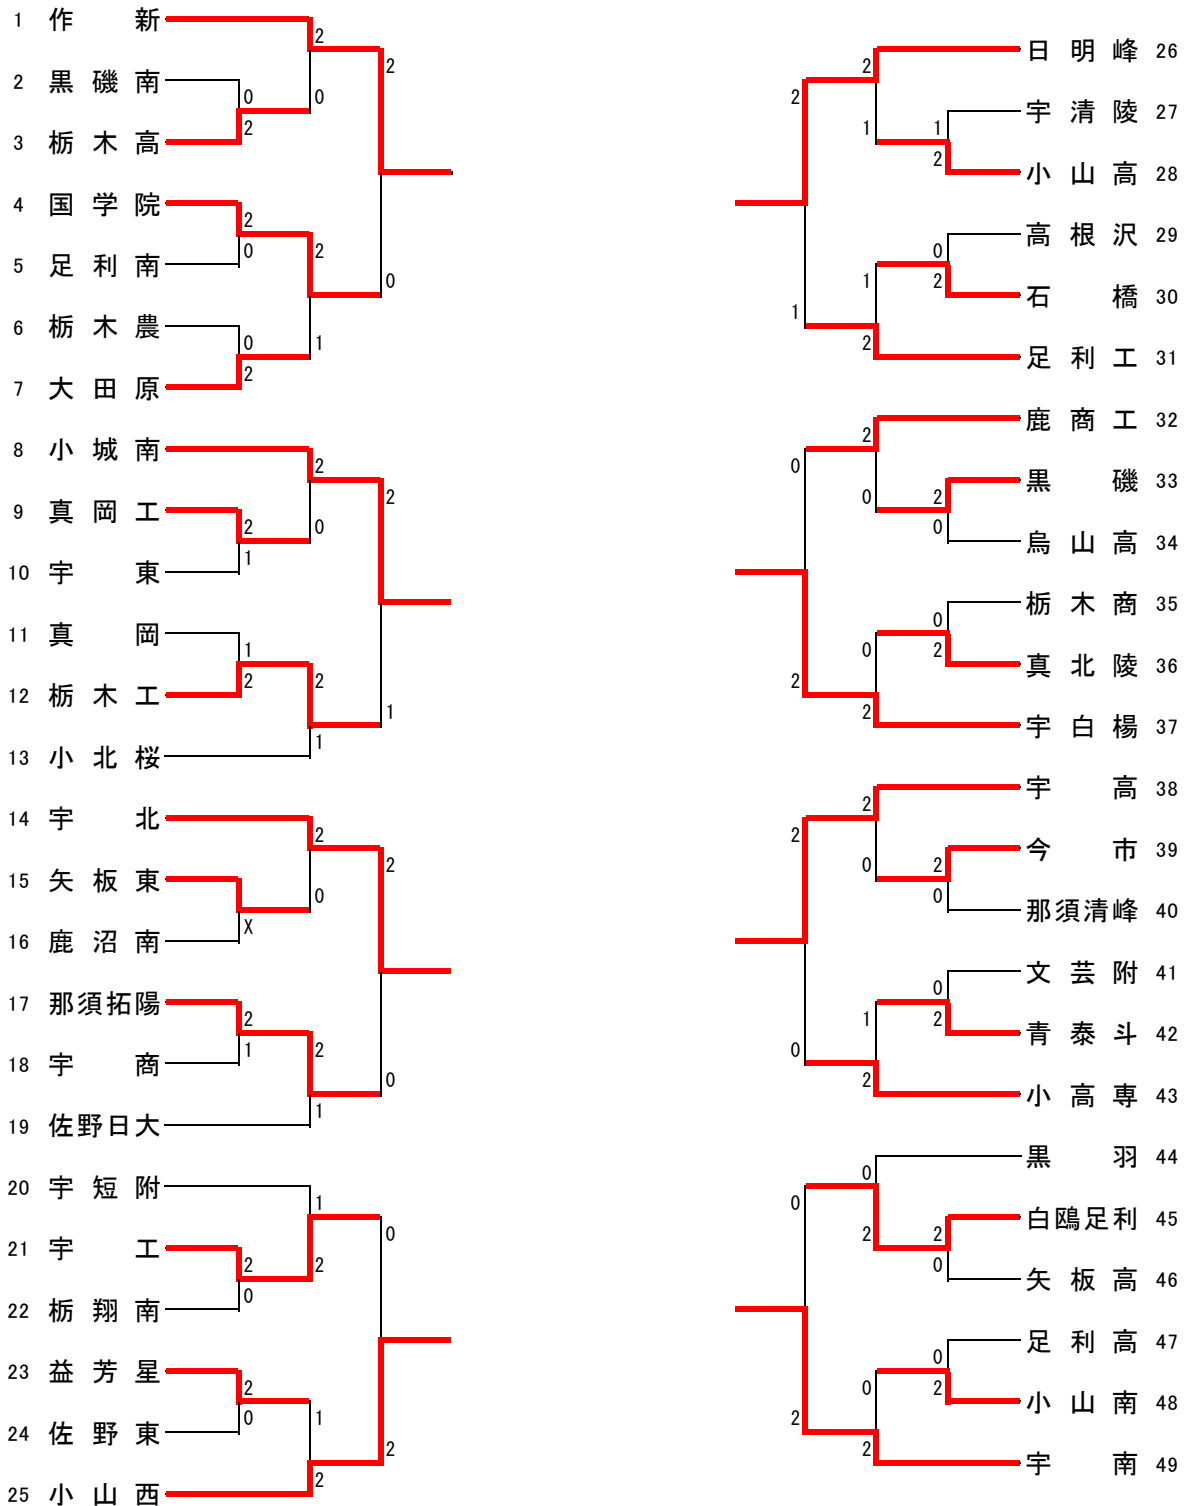 1 作新
2 黒磯南
3 栃木高
4 国学院
5 足利南
6 栃木農
7 大田原
8 小城南
9 真岡工
10 宇東
11 真岡
12 栃木工
13 小北桜
14 宇北
15 矢板東
16 鹿沼南
17 那須拓陽
18 宇商
19 佐野日大
20 宇短附
21 宇工
22 栃翔南
23 益芳星
24 佐野東
25 小山西
2
0
2
0
2
2
0
2
0
0
2
1
0
2
2
1
0
2
1
2
2
1
2
1
2
X
0
2
2
1
2
1
0
1
2
0
2
0
2
0
1
2
2
日明峰 26
宇清陵 27
小山高 28
高根沢 29
石橋 30
足利工 31
鹿商工 32
黒磯 33
烏山高 34
栃木商 35
真北陵 36
宇白楊 37
宇高 38
今市 39
那須清峰 40
文芸附 41
青泰斗 42
小高専 43
黒羽 44
白鴎足利 45
矢板高 46
足利高 47
小山南 48
宇南 49
2
2
1
1
2
0
1
2
1
2
2
0
0
2
0
0
0
2
2
2
2
2
0
2
0
0
1
2
0
2
0
0
2
2
0
0
0
2
2
2